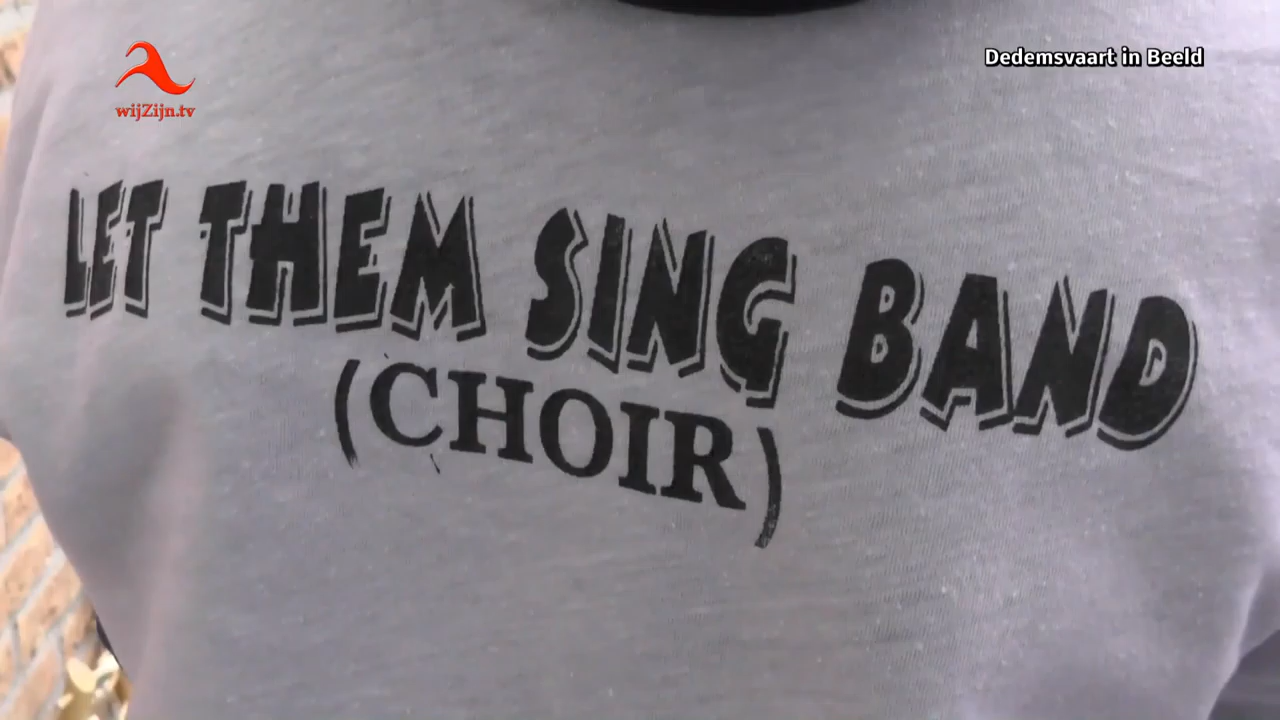 wijZijn.tv
Dedemsvaart in Beeld
LET THEM SING BAND
(CHOIR)